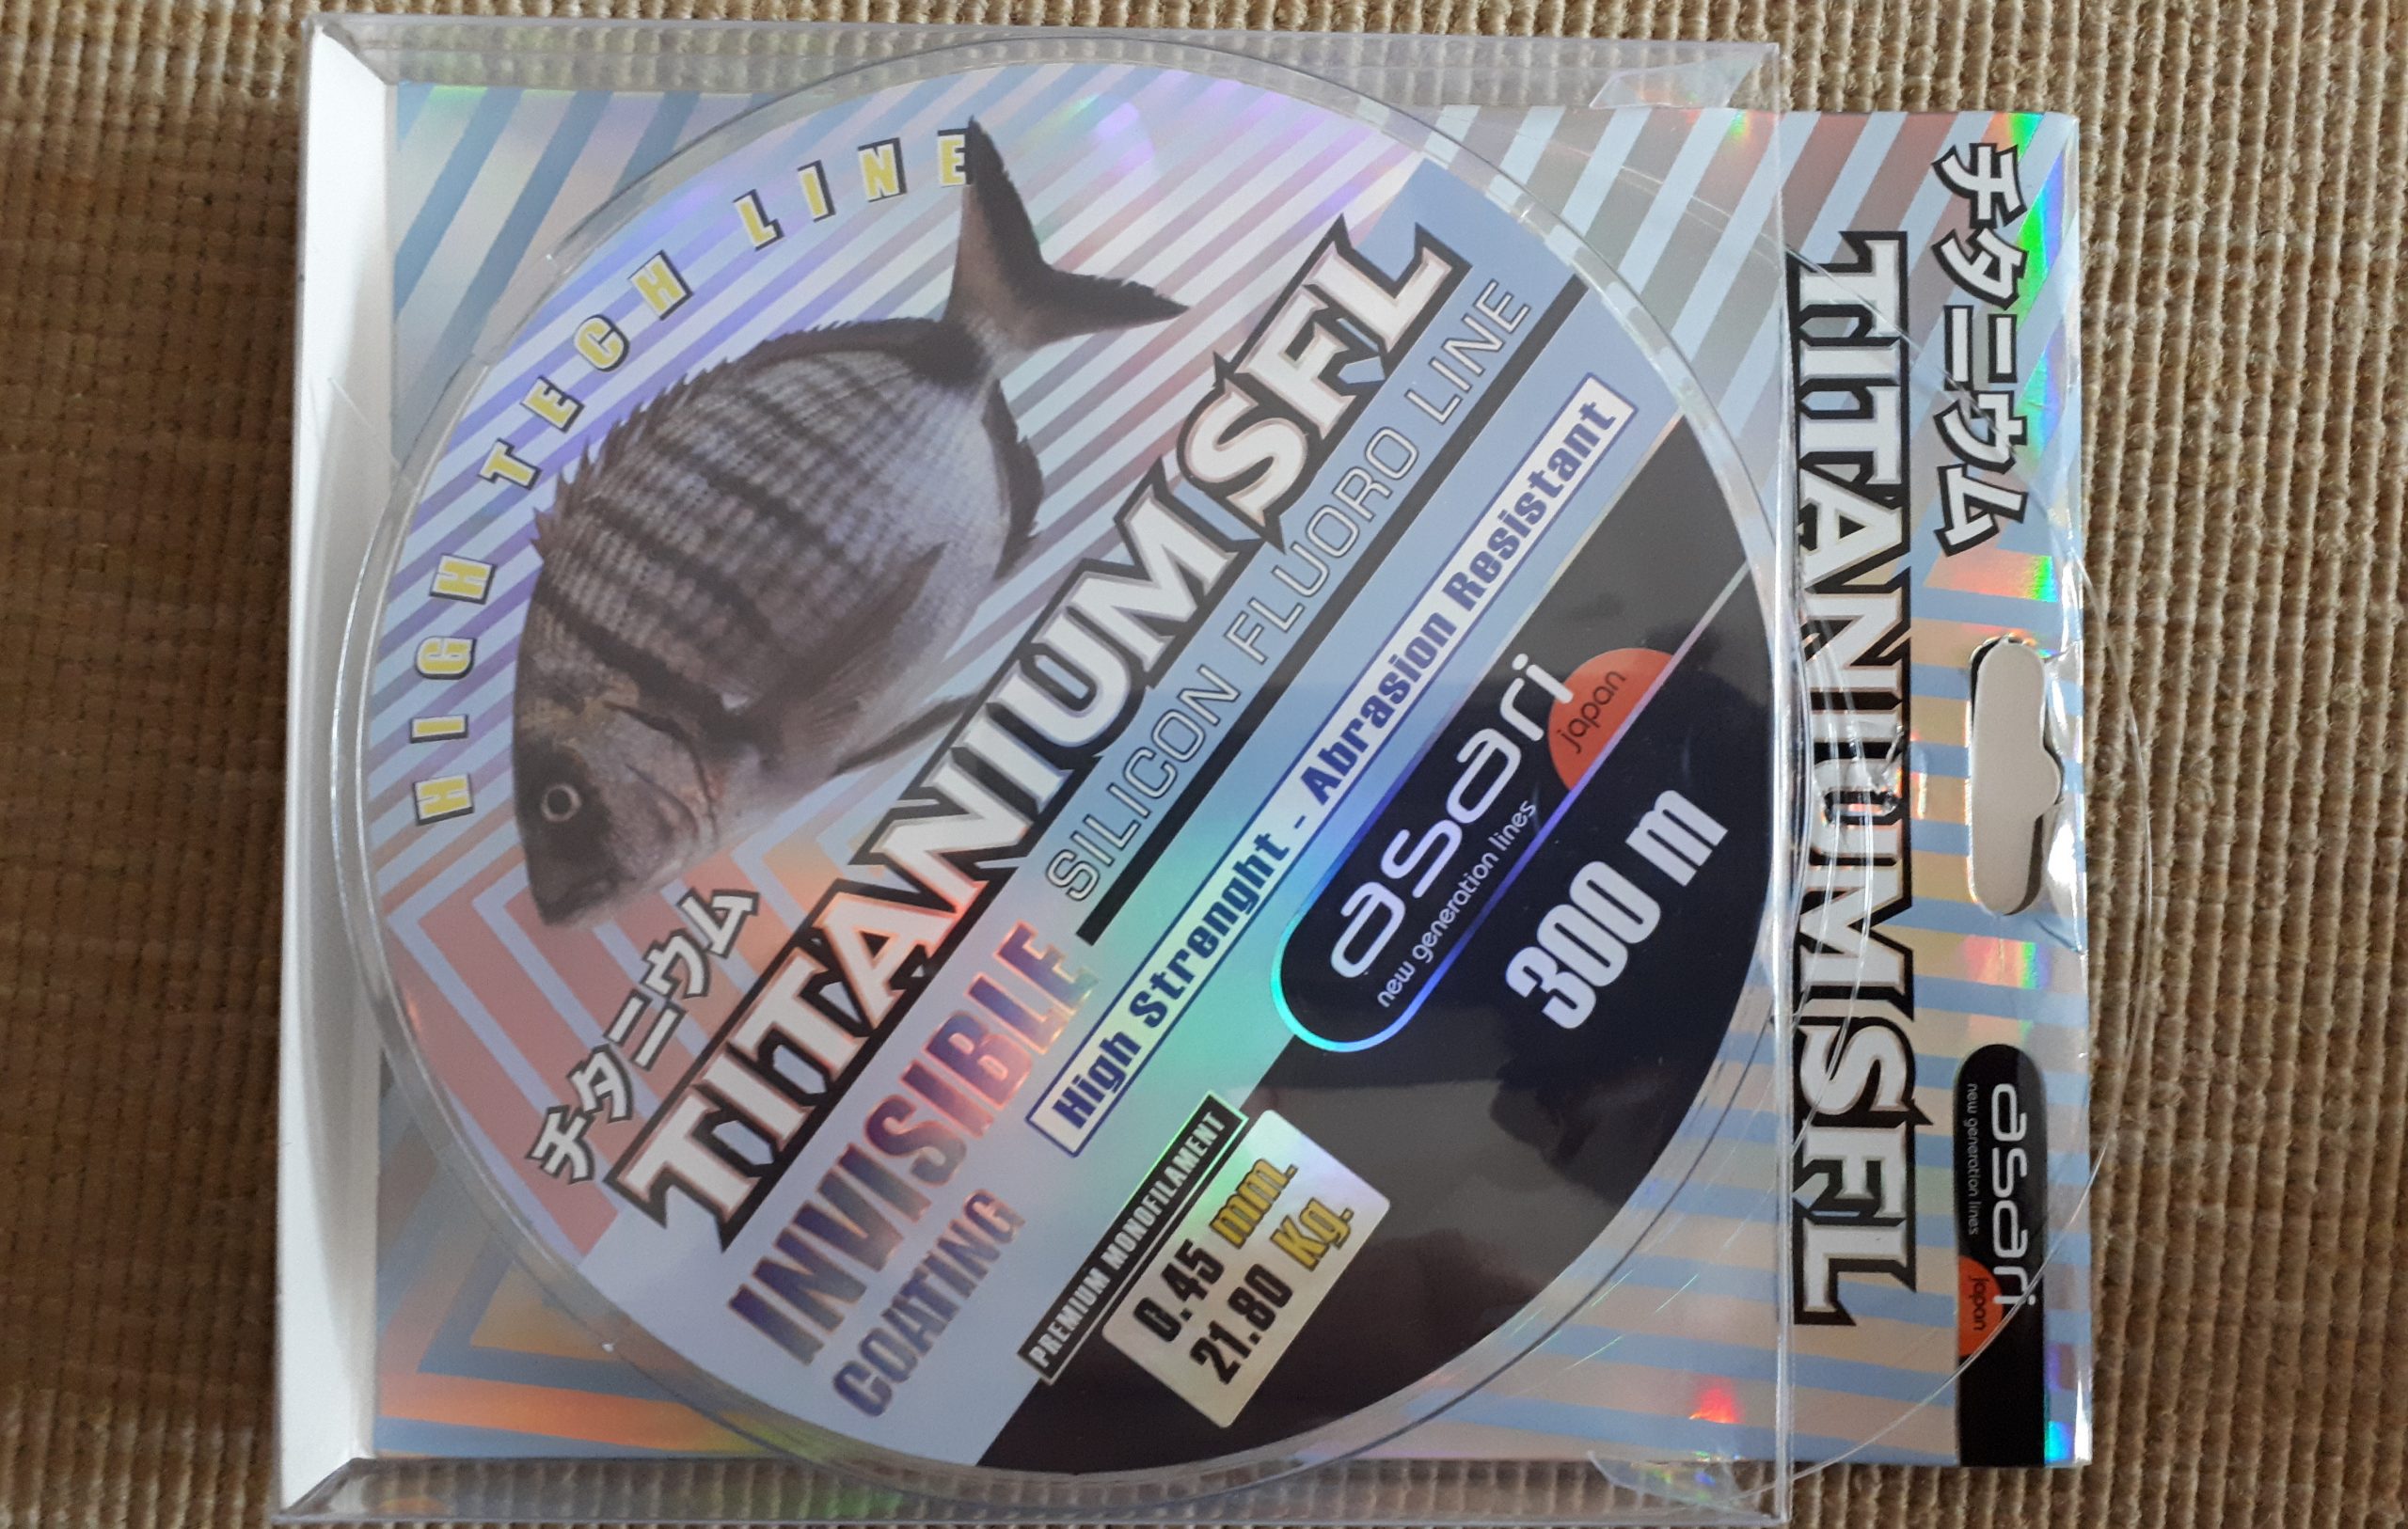 HIGH TECH LINE
チタニウム
TITANIUM SFL
SILICON FLUORO LINE
INVISIBLE
COATING
High Strenght - Abrasion Resistant
asari
japan
new generation lines
300 m
PREMIUM MONOFILAMENT
0.45 mm.
21.80 Kg.
チタニウム
TITANIUM SFL
asari
japan
new generation lines